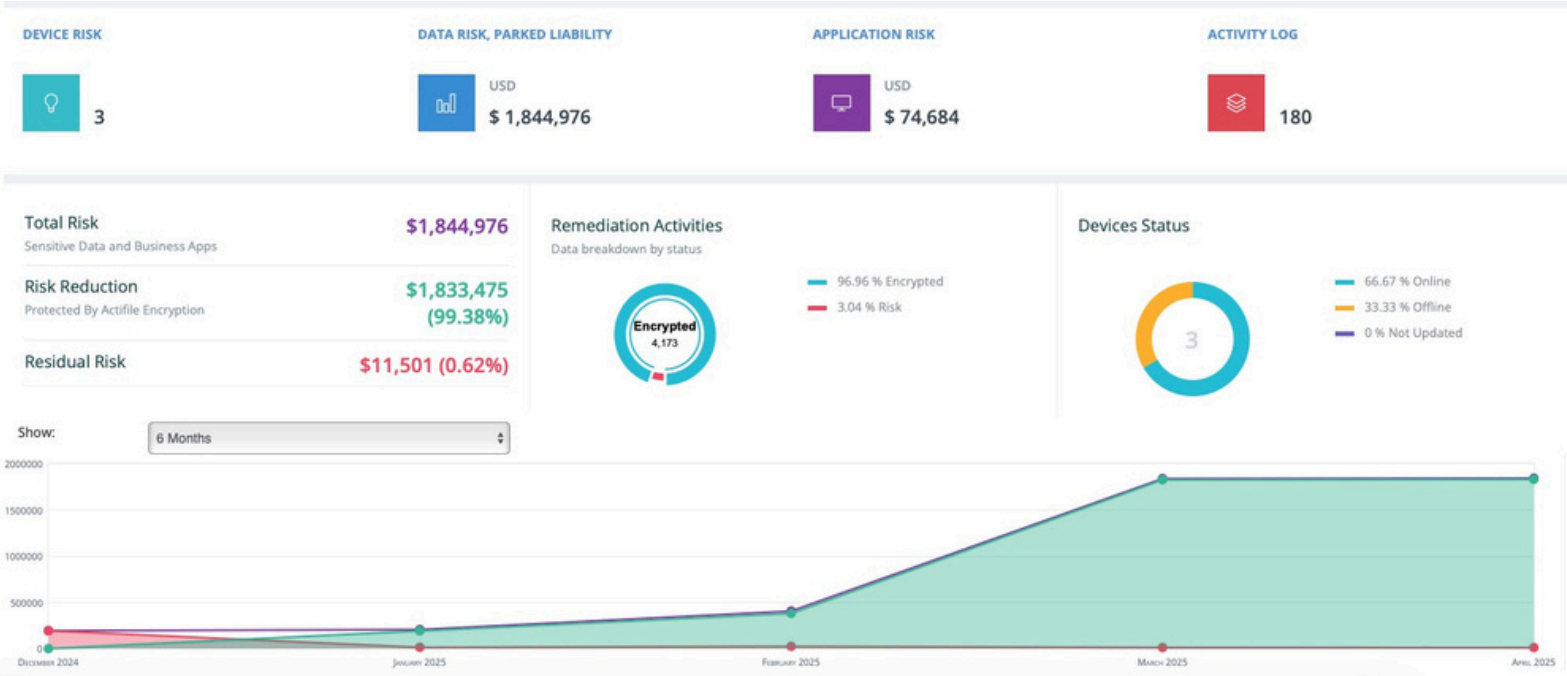 DEVICE RISK
3
DATA RISK, PARKED LIABILITY
USD
$ 1,844,976
APPLICATION RISK
USD
$ 74,684
ACTIVITY LOG
180
Total Risk
Sensitive Data and Business Apps
$1,844,976
Risk Reduction
Protected By Actifile Encryption
$1,833,475
(99.38%)
Residual Risk
$11,501 (0.62%)
Remediation Activities
Data breakdown by status
Encrypted
4,173
96.96 % Encrypted
3.04 % Risk
Devices Status
3
66.67 % Online
33.33 % Offline
0 % Not Updated
Show:
6 Months
2000000
1500000
1000000
500000
0
DECEMBER 2024
JANUARY 2025
FEBRUARY 2025
MARCH 2025
APRIL 2025